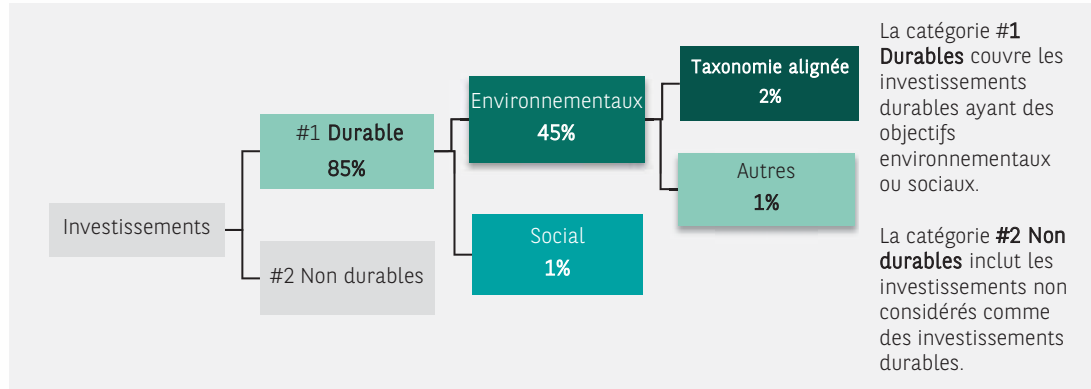 Investissements
#1 Durable
85%
#2 Non durables
Environnementaux
45%
Social
1%
Taxonomie alignée
2%
Autres
1%
La catégorie #1
Durables couvre les
investissements
durables ayant des
objectifs
environnementaux
ou sociaux.
La catégorie #2 Non
durables inclut les
investissements non
considérés comme
des investissements
durables.